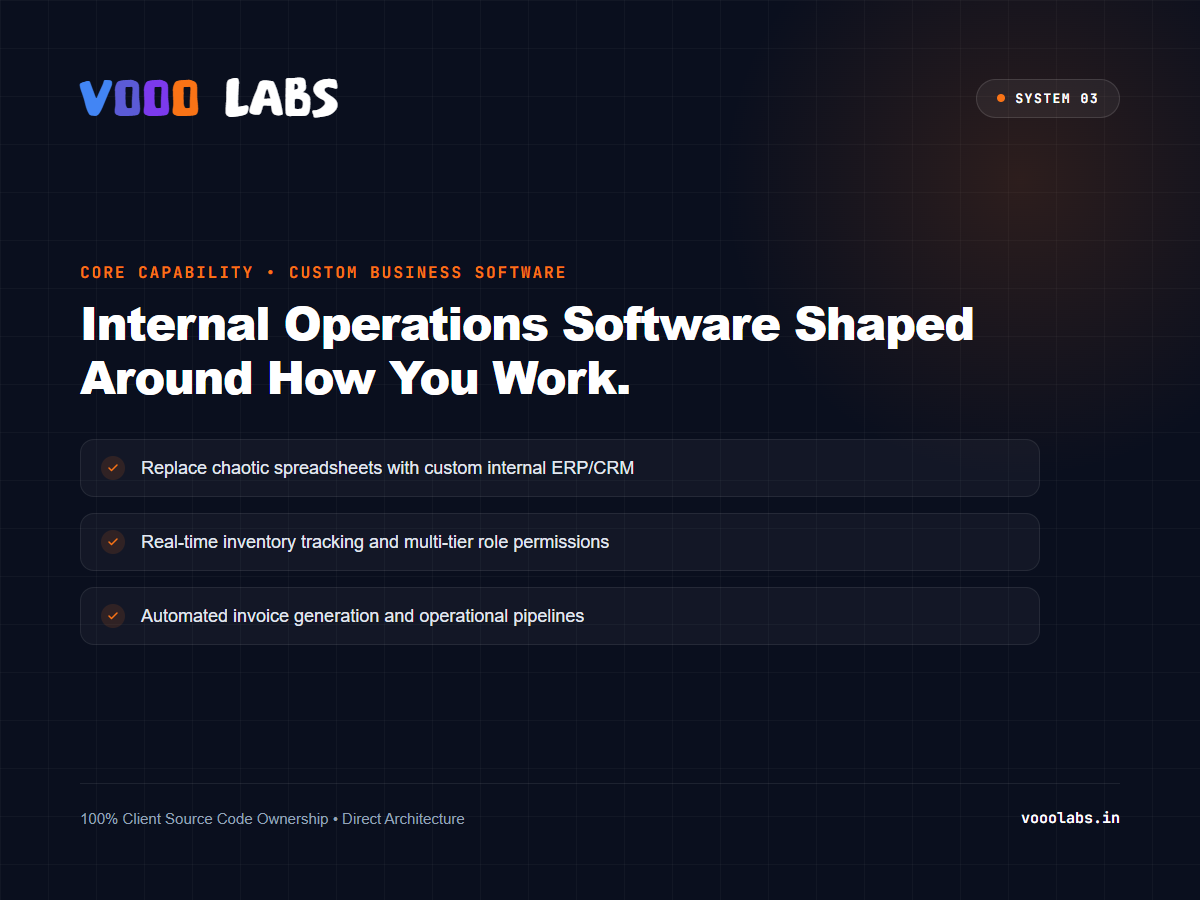 VOOO LABS
SYSTEM 03
CORE CAPABILITY • CUSTOM BUSINESS SOFTWARE
Internal Operations Software Shaped
Around How You Work.
Replace chaotic spreadsheets with custom internal ERP/CRM
Real-time inventory tracking and multi-tier role permissions
Automated invoice generation and operational pipelines
100% Client Source Code Ownership • Direct Architecture
vooolabs.in